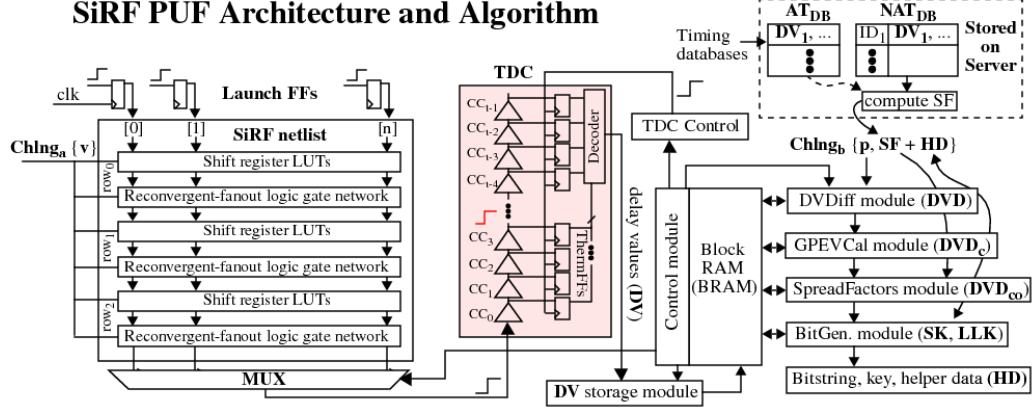 SiRF PUF Architecture and Algorithm
AT_DB
NAT_DB
Timing
databases
DV_1, ...
ID_1
DV_1, ...
Stored
on
Server
compute SF
clk
Launch FFs
[0]
[1]
[n]
SiRF netlist
Chlng_a {v}
row_0
Shift register LUTs
Reconvergent-fanout logic gate network
row_1
Shift register LUTs
Reconvergent-fanout logic gate network
row_2
Shift register LUTs
Reconvergent-fanout logic gate network
MUX
TDC
CC_t-1
CC_t-2
CC_t-3
CC_t-4
CC_3
CC_2
CC_1
CC_0
Decoder
ThermFFs
delay values (DV)
TDC Control
Control module
Block
RAM
(BRAM)
DV storage module
Chlng_b {p, SF + HD}
DVDiff module (DVD)
GPEVCal module (DVD_c)
SpreadFactors module (DVD_co)
BitGen. module (SK, LLK)
Bitstring, key, helper data (HD)